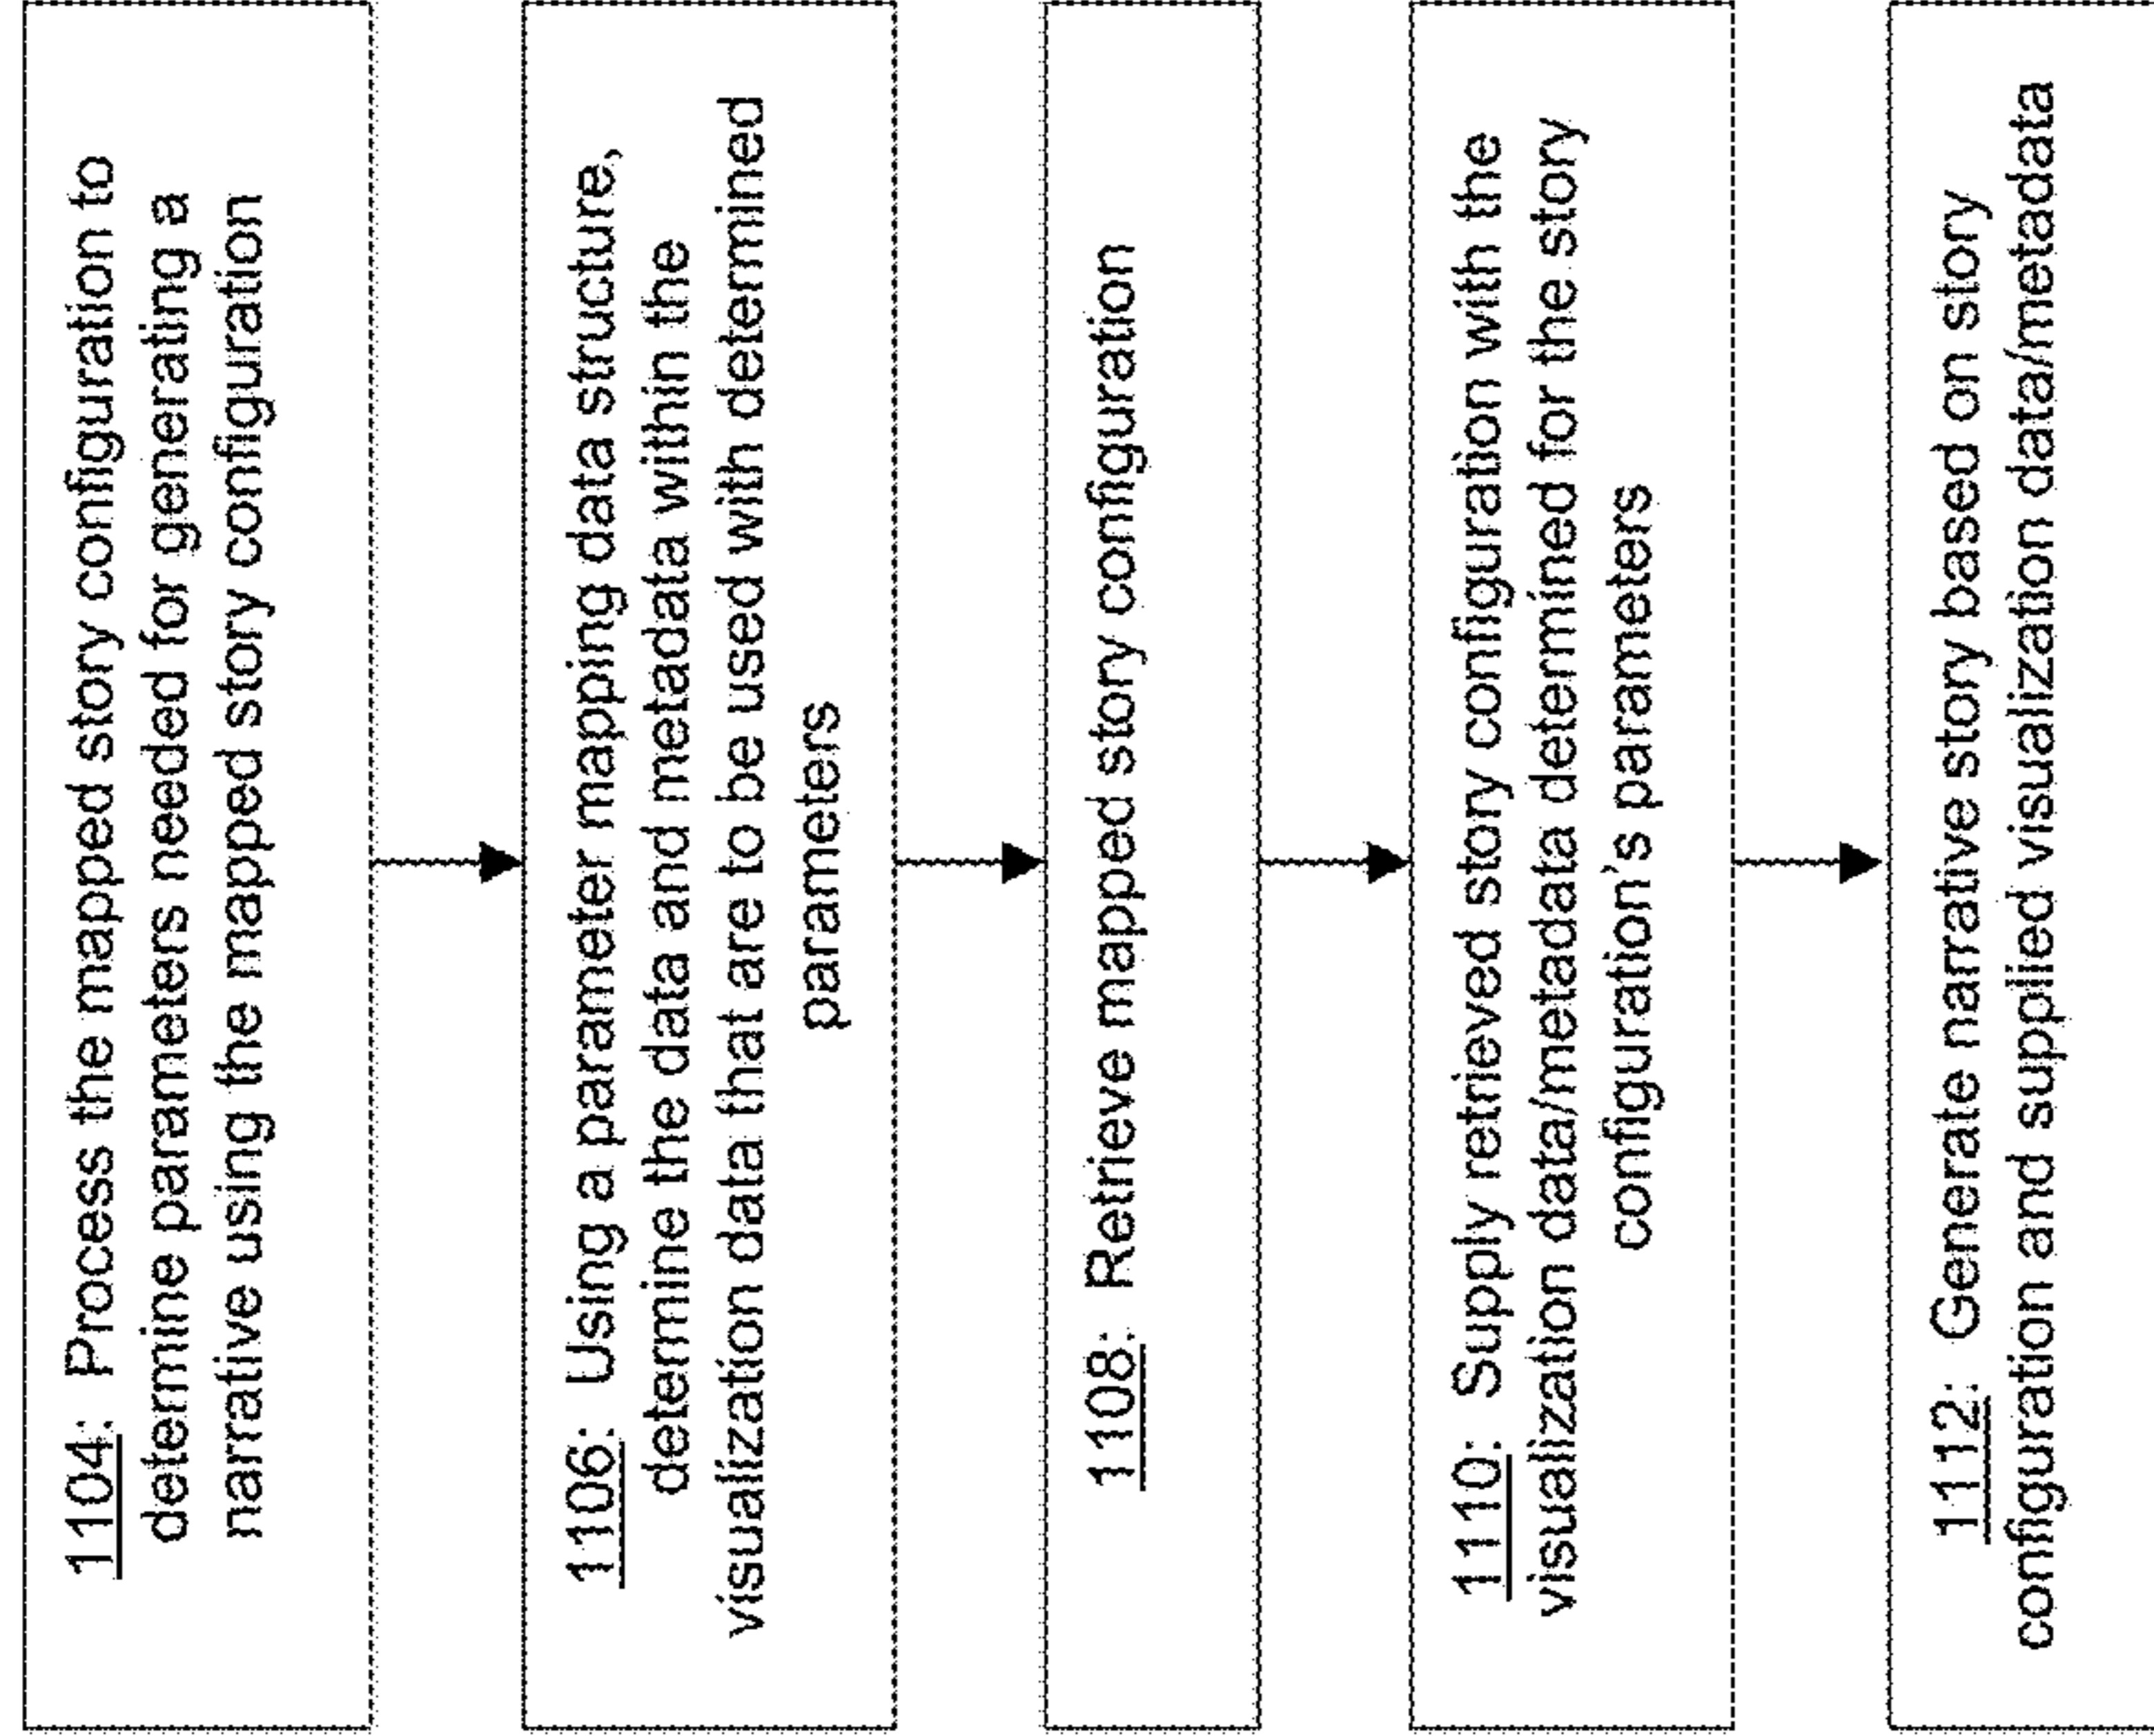 1104: Process the mapped story configuration to
determine parameters needed for generating a
narrative using the mapped story configuration
1106: Using a parameter mapping data structure,
determine the data and metadata within the
visualization data that are to be used with determined
parameters
1108: Retrieve mapped story configuration
1110: Supply retrieved story configuration with the
visualization data/metadata determined for the story
configuration's parameters
1112: Generate narrative story based on story
configuration and supplied visualization data/metadata